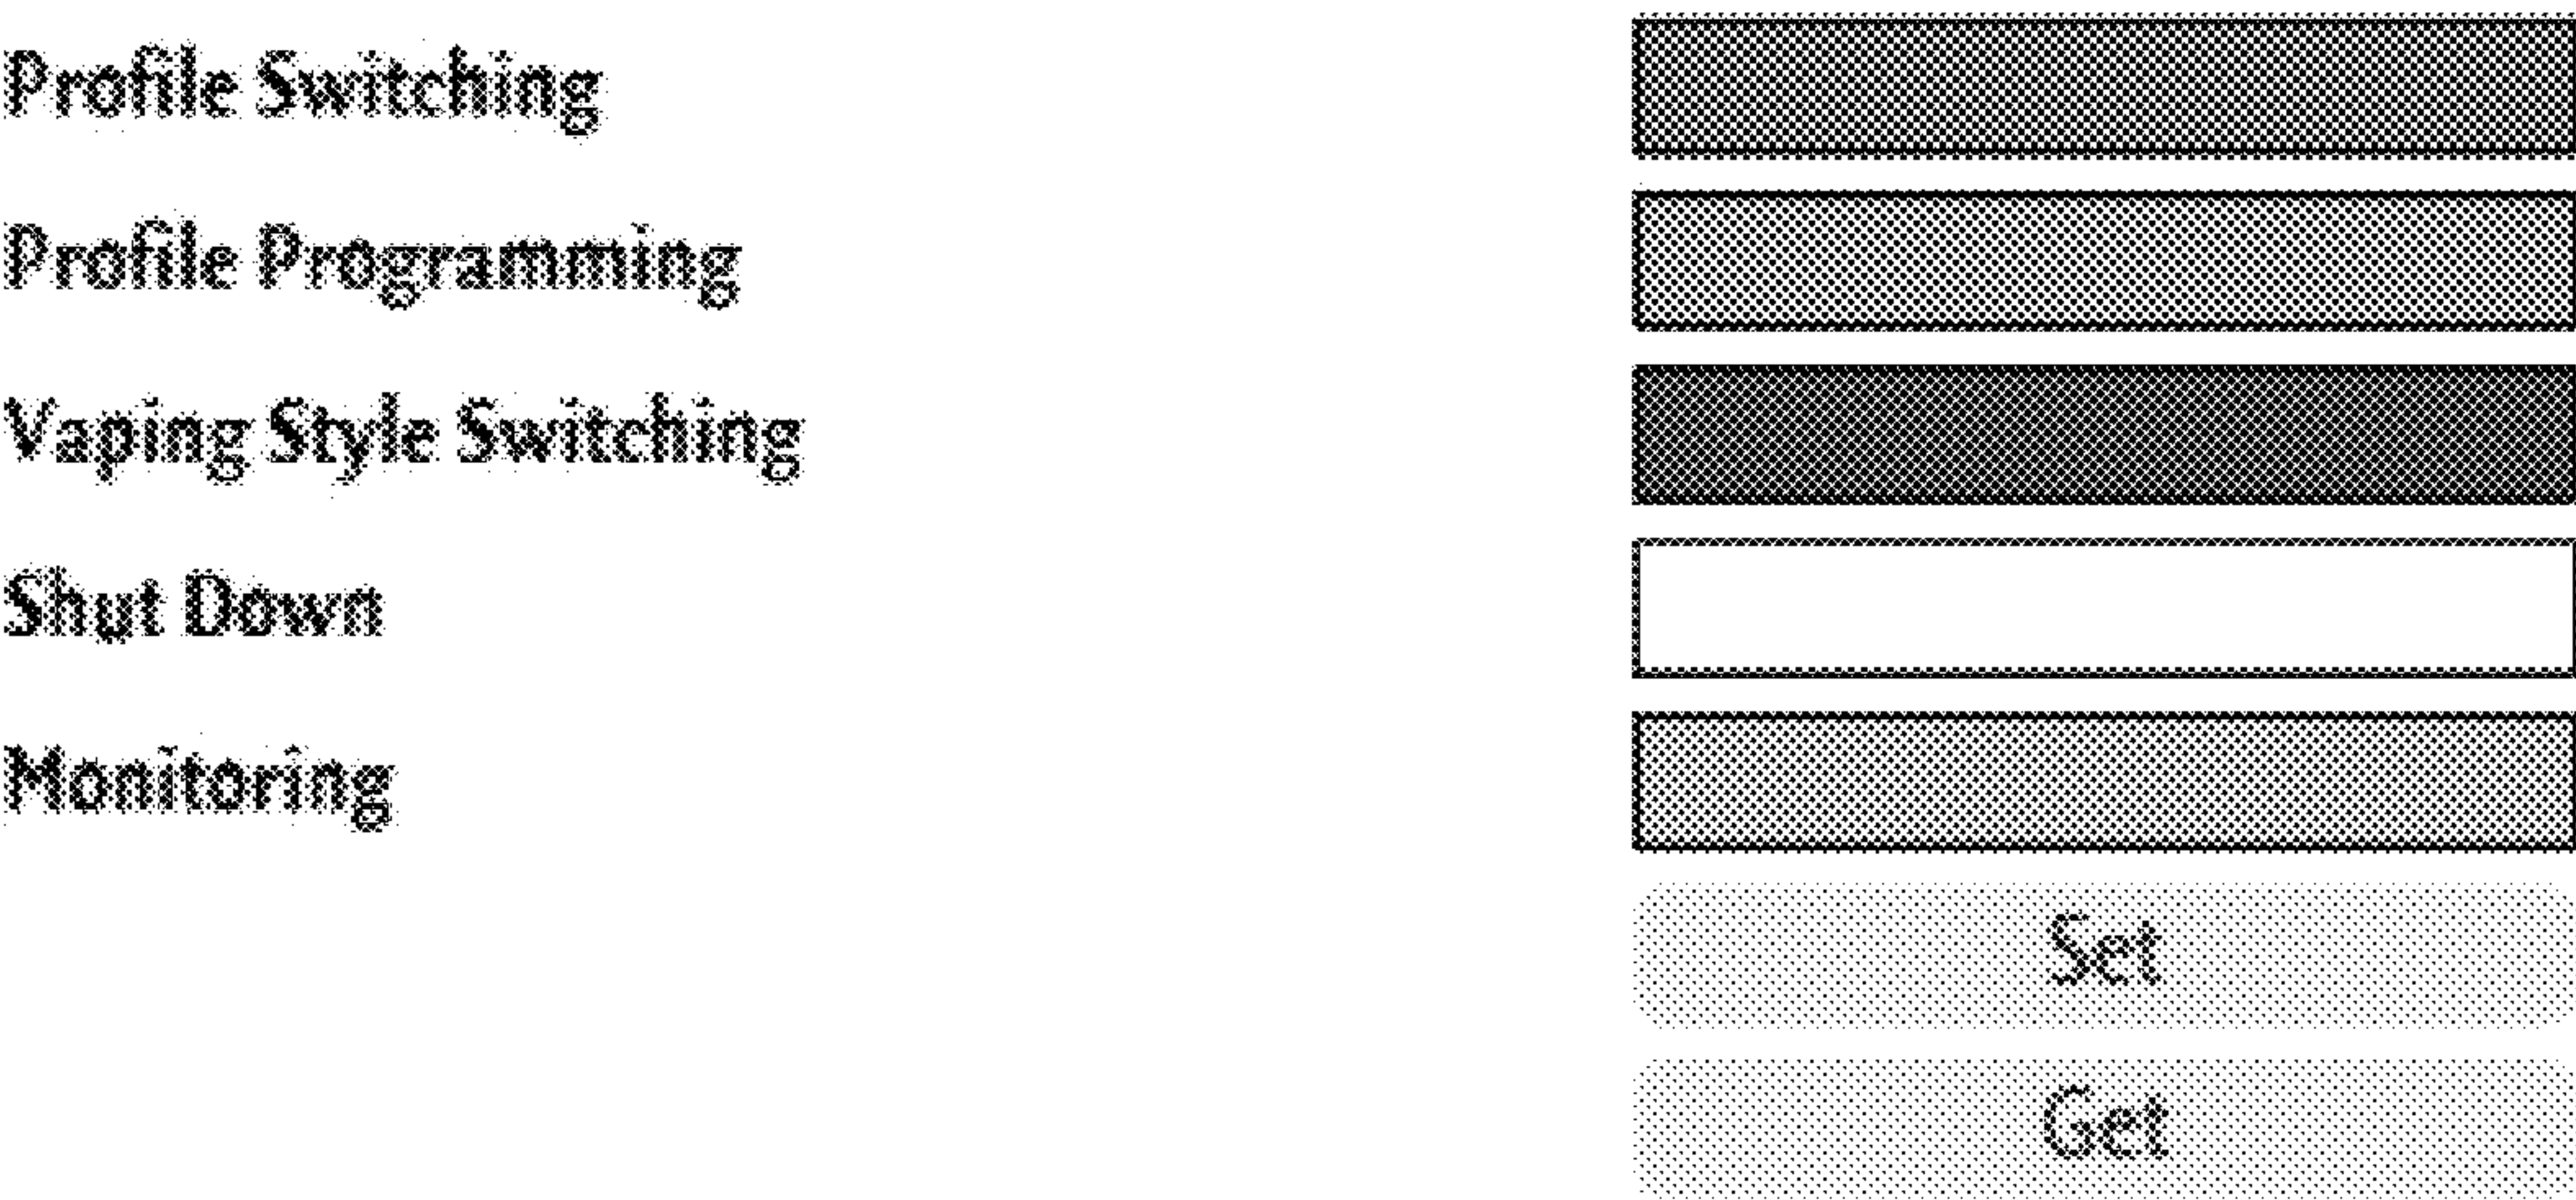 Profile Switching
Profile Programming
Vaping Style Switching
Shut Down
Monitoring
Set
Get